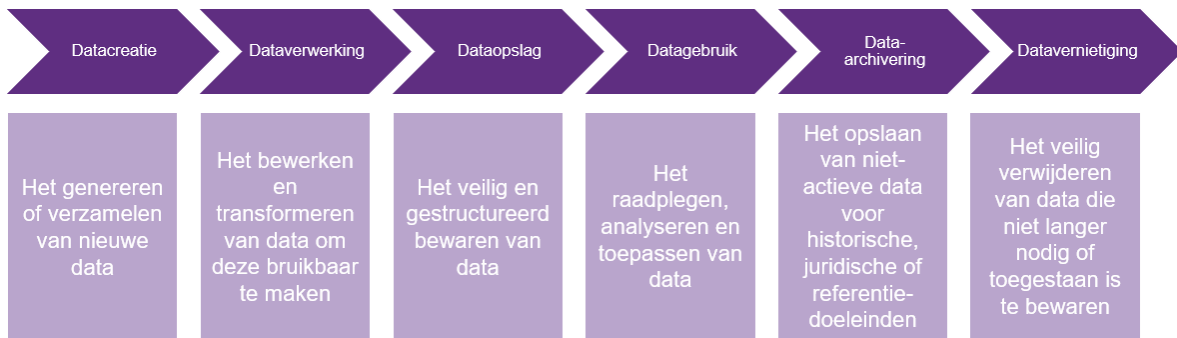 Datacreatie
Dataverwerking
Dataopslag
Datagebruik
Data-
archivering
Datavernietiging
Het genereren
of verzamelen
van nieuwe
data
Het bewerken
en
transformeren
van data om
deze bruikbaar
te maken
Het veilig en
gestructureerd
bewaren van
data
Het
raadplegen,
analyseren en
toepassen van
data
Het opslaan
van niet-
actieve data
voor
historische,
juridische of
referentie-
doeleinden
Het veilig
verwijderen
van data die
niet langer
nodig of
toegestaan is
te bewaren